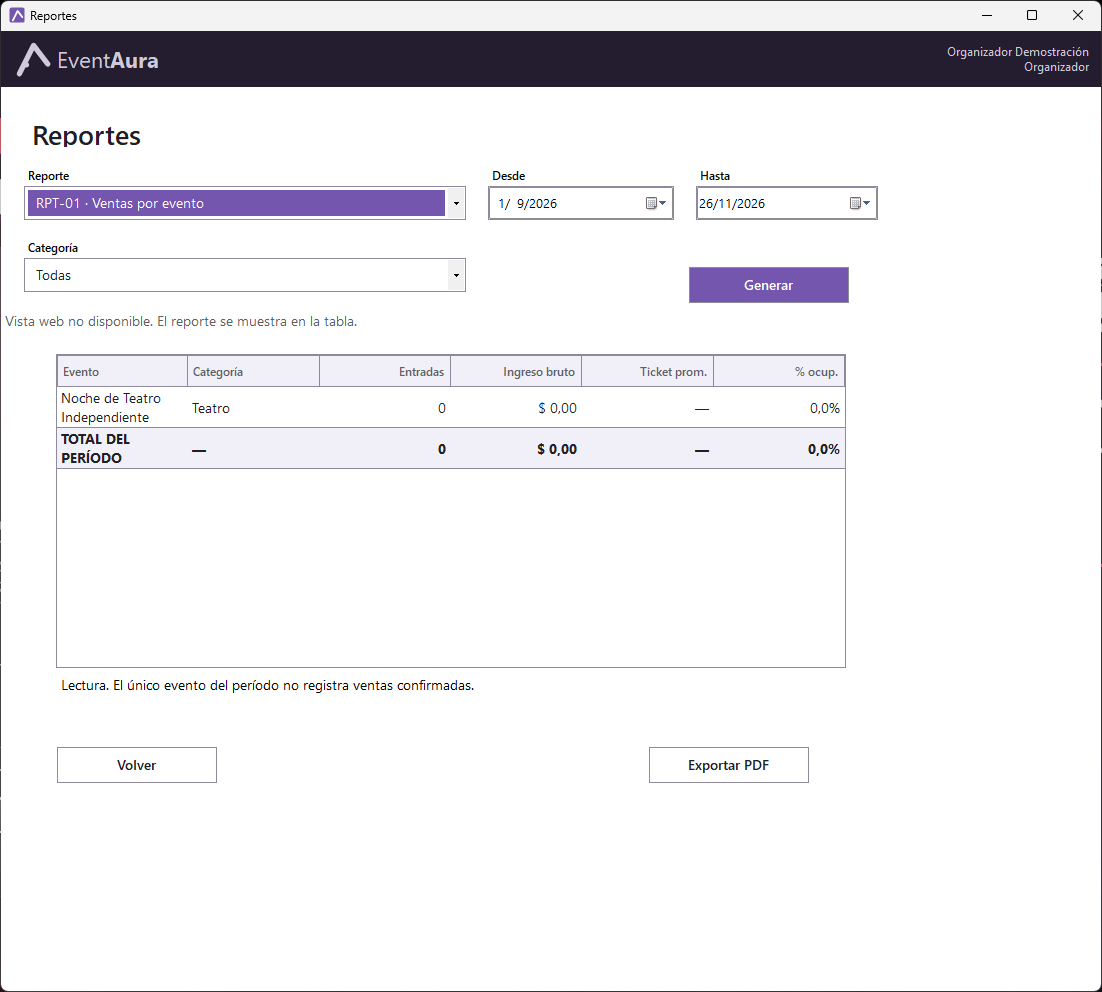 Reportes
EventAura
Organizador Demostración
Organizador
Reportes
Reporte
Desde
Hasta
RPT-01 · Ventas por evento
1/ 9/2026
26/11/2026
Categoría
Todas
Generar
Vista web no disponible. El reporte se muestra en la tabla.
Evento Categoría Entradas Ingreso bruto Ticket prom. % ocup.
Noche de Teatro
Independiente
Teatro 0 $ 0,00 — 0,0%
TOTAL DEL
PERÍODO
— 0 $ 0,00 — 0,0%
Lectura. El único evento del período no registra ventas confirmadas.
Volver
Exportar PDF